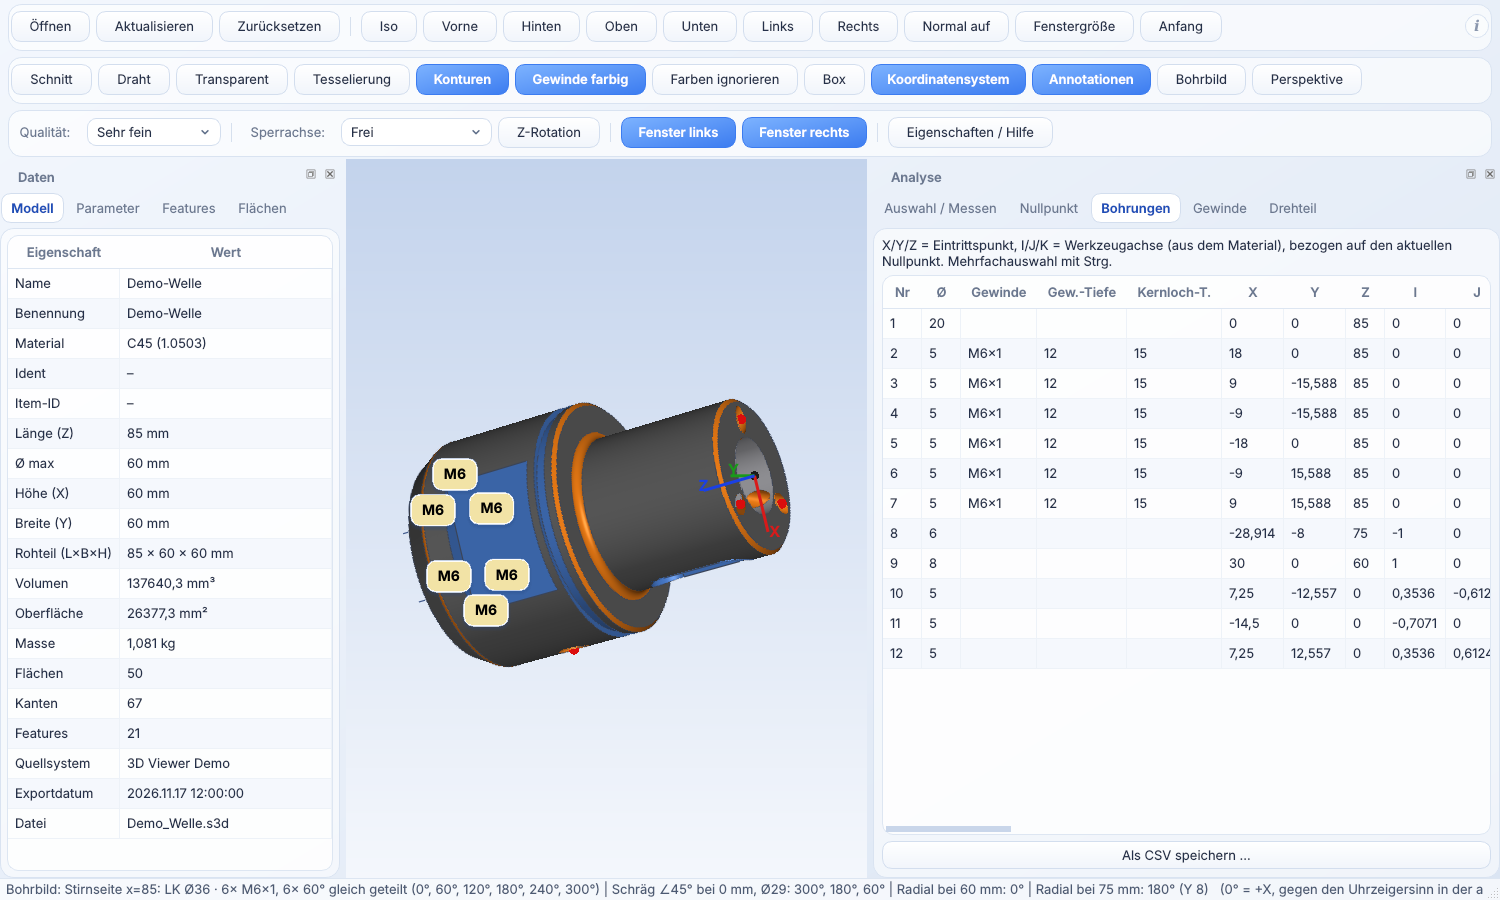 Öffnen Aktualisieren Zurücksetzen Iso Vorne Hinten Oben Unten Links Rechts Normal auf Fenstergröße Anfang i
Schnitt Draht Transparent Tesselierung Konturen Gewinde farbig Farben ignorieren Box Koordinatensystem Annotationen Bohrbild Perspektive
Qualität: Sehr fein Sperrachse: Frei Z-Rotation Fenster links Fenster rechts Eigenschaften / Hilfe
Daten
Modell Parameter Features Flächen
Eigenschaft Wert
Name Demo-Welle
Benennung Demo-Welle
Material C45 (1.0503)
Ident –
Item-ID –
Länge (Z) 85 mm
Ø max 60 mm
Höhe (X) 60 mm
Breite (Y) 60 mm
Rohteil (L×B×H) 85 × 60 × 60 mm
Volumen 137640,3 mm³
Oberfläche 26377,3 mm²
Masse 1,081 kg
Flächen 50
Kanten 67
Features 21
Quellsystem 3D Viewer Demo
Exportdatum 2026.11.17 12:00:00
Datei Demo_Welle.s3d
M6
M6 M6
M6 M6
M6
Y
Z
X
Analyse
Auswahl / Messen Nullpunkt Bohrungen Gewinde Drehteil
X/Y/Z = Eintrittspunkt, I/J/K = Werkzeugachse (aus dem Material), bezogen auf den aktuellen
Nullpunkt. Mehrfachauswahl mit Strg.
Nr Ø Gewinde Gew.-Tiefe Kernloch-T. X Y Z I J
1 20 0 0 85 0 0
2 5 M6×1 12 15 18 0 85 0 0
3 5 M6×1 12 15 9 -15,588 85 0 0
4 5 M6×1 12 15 -9 -15,588 85 0 0
5 5 M6×1 12 15 -18 0 85 0 0
6 5 M6×1 12 15 -9 15,588 85 0 0
7 5 M6×1 12 15 9 15,588 85 0 0
8 6 -28,914 -8 75 -1 0
9 8 30 0 60 1 0
10 5 7,25 -12,557 0 0,3536 -0,612
11 5 -14,5 0 0 -0,7071 0
12 5 7,25 12,557 0 0,3536 0,6124
Als CSV speichern ...
Bohrbild: Stirnseite x=85: LK Ø36 · 6× M6×1, 6× 60° gleich geteilt (0°, 60°, 120°, 180°, 240°, 300°) | Schräg ∠45° bei 0 mm, Ø29: 300°, 180°, 60° | Radial bei 60 mm: 0° | Radial bei 75 mm: 180° (Y 8) (0° = +X, gegen den Uhrzeigersinn in der a